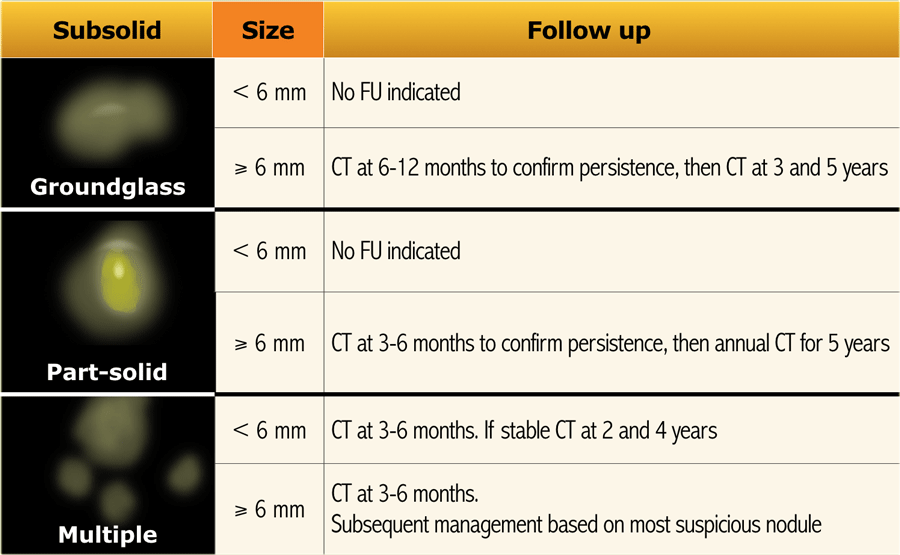 Subsolid Size Follow up
< 6 mm No FU indicated
⩾ 6 mm CT at 6-12 months to confirm persistence, then CT at 3 and 5 years
Groundglass
< 6 mm No FU indicated
⩾ 6 mm CT at 3-6 months to confirm persistence, then annual CT for 5 years
Part-solid
< 6 mm CT at 3-6 months. If stable CT at 2 and 4 years
⩾ 6 mm CT at 3-6 months.
Subsequent management based on most suspicious nodule
Multiple